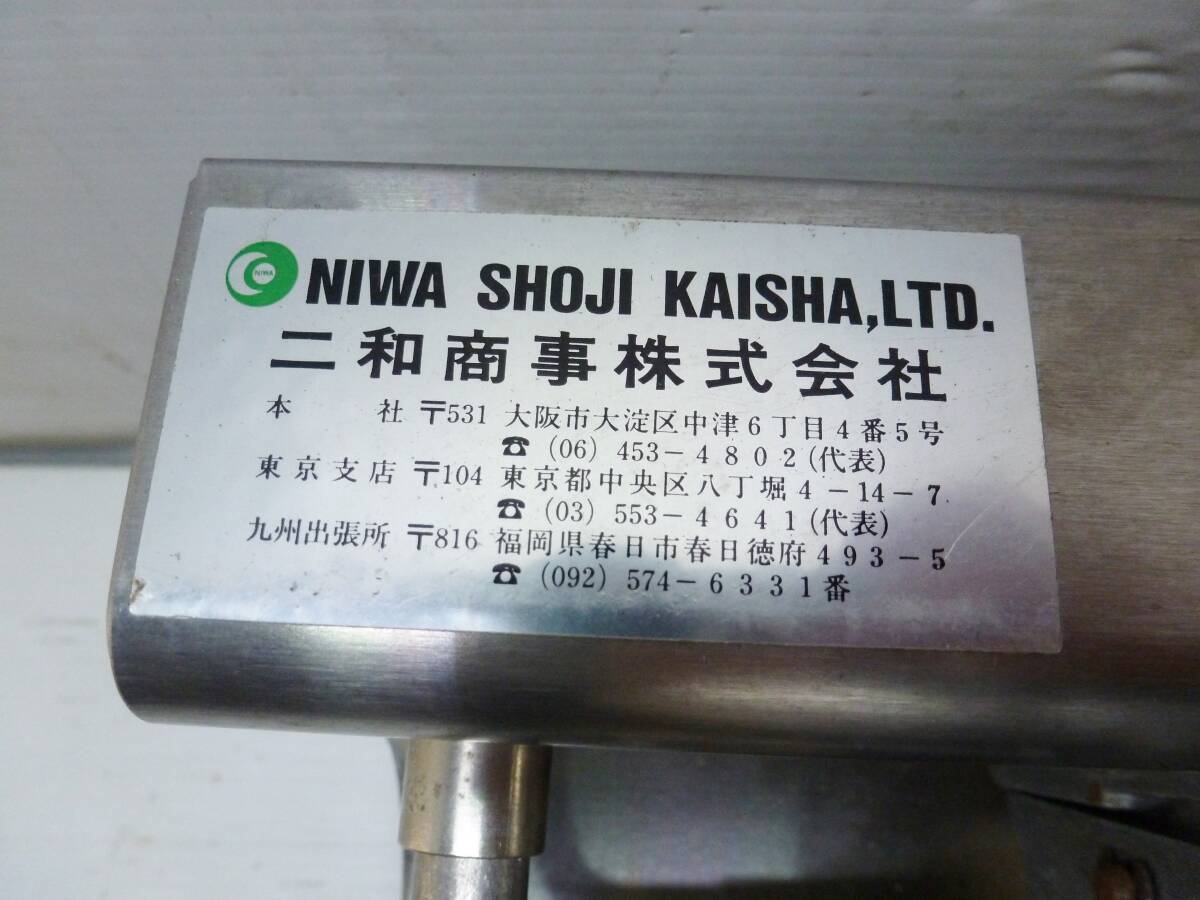 NIWA
NIWA SHOJI KAISHA,LTD.
二和商事株式会社
本社 〒531 大阪市大淀区中津6丁目4番5号
☎ (06) 453-4802(代表)
東京支店 〒104 東京都中央区八丁堀4-14-7
☎ (03) 553-4641(代表)
九州出張所 〒816 福岡県春日市春日徳府493-5
☎ (092) 574-6331番